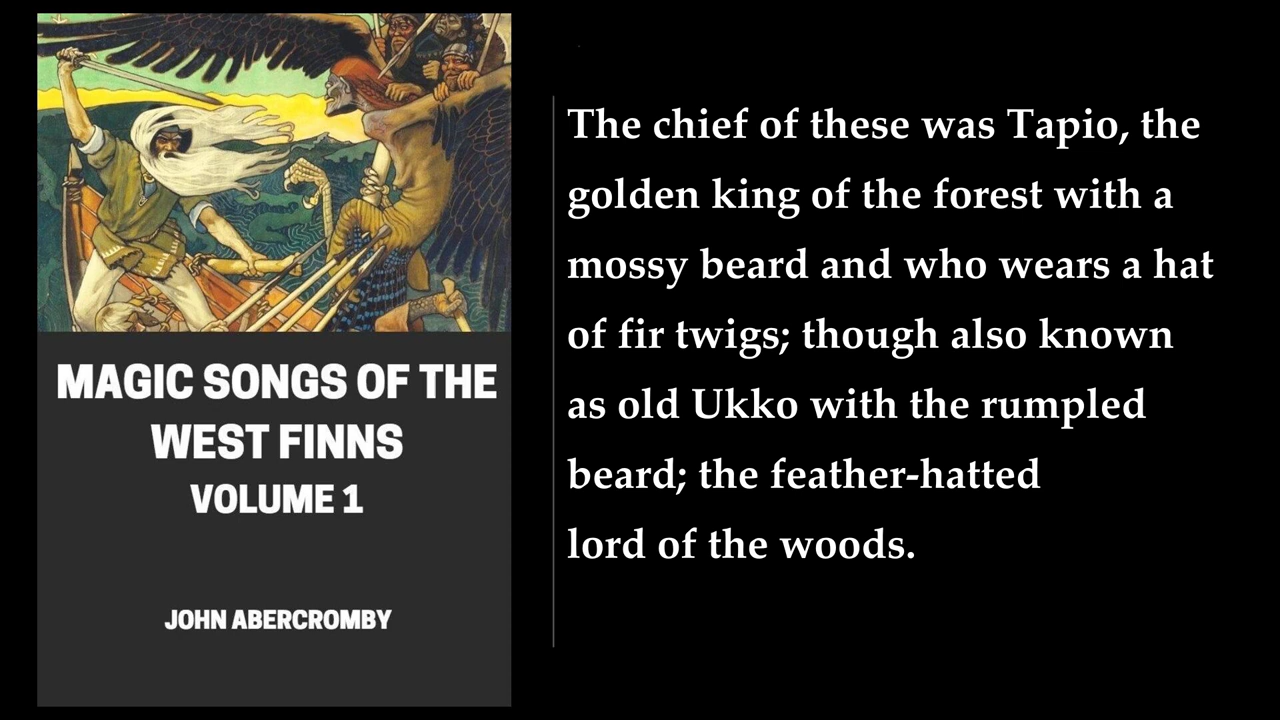 MAGIC SONGS OF THE
WEST FINNS
VOLUME 1
JOHN ABERCROMBY
The chief of these was Tapio, the
golden king of the forest with a
mossy beard and who wears a hat
of fir twigs; though also known
as old Ukko with the rumpled
beard; the feather-hatted
lord of the woods.